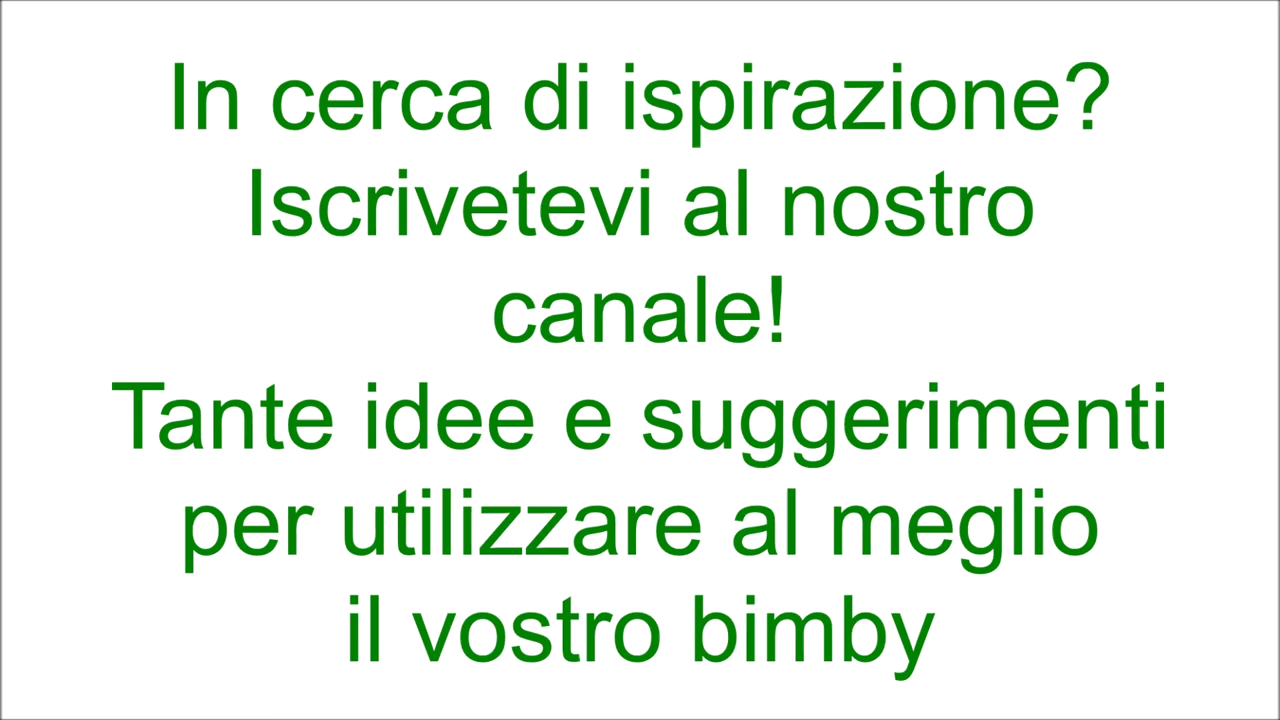 In cerca di ispirazione?
Iscrivetevi al nostro
canale!
Tante idee e suggerimenti
per utilizzare al meglio
il vostro bimby